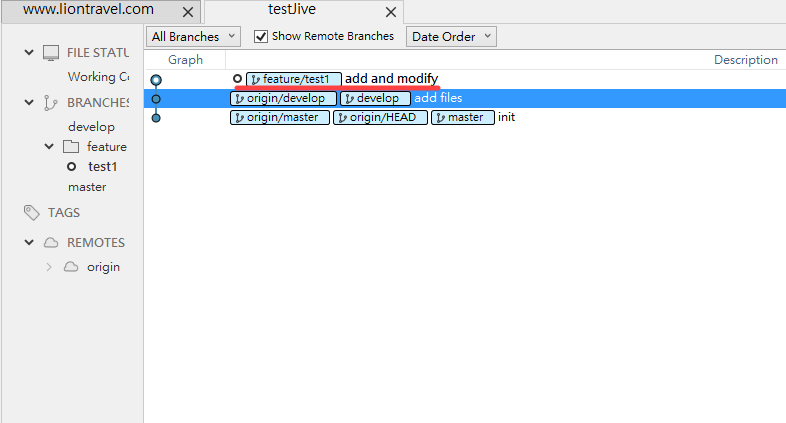 www.liontravel.com
testJive
All Branches
Show Remote Branches
Date Order
Graph
Description
FILE STATU
Working Co
BRANCHES
develop
feature
test1
master
TAGS
REMOTES
origin
feature/test1 add and modify
origin/develop develop add files
origin/master origin/HEAD master init